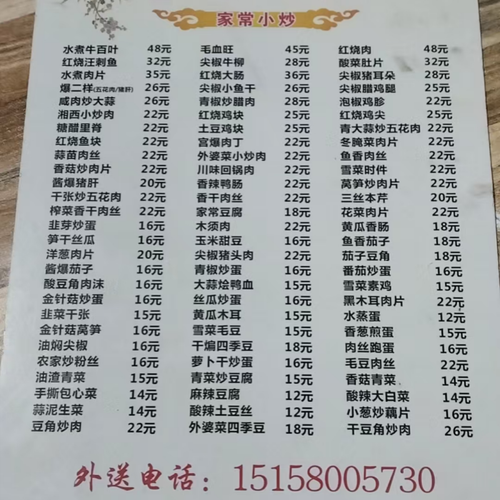 家常小炒
水煮牛百叶 48元 毛血旺 45元 红烧肉 48元
红烧汪刺鱼 32元 尖椒牛柳 28元 酸菜肚片 32元
水煮肉片 35元 红烧大肠 36元 尖椒猪耳朵 28元
爆二样(五花肉/猪肝) 26元 尖椒小鱼干 26元 尖椒腊鸡腿 25元
咸肉炒大蒜 26元 青椒炒腊肉 28元 泡椒鸡胗 22元
湘西小炒肉 22元 红烧鸡块 25元 红烧鸡尖 25元
糖醋里脊 22元 土豆鸡块 25元 青大蒜炒五花肉 22元
红烧鱼块 22元 宫爆肉丁 22元 冬腌菜肉片 22元
蒜苗肉丝 22元 外婆菜小炒肉 22元 鱼香肉丝 22元
香菇炒肉片 22元 川味回锅肉 22元 雪菜时件 22元
酱爆猪肝 20元 香辣鸭肠 22元 莴笋炒肉片 22元
干张炒五花肉 22元 香干肉丝 22元 三丝本芹 20元
榨菜香干肉丝 22元 家常豆腐 18元 花菜肉片 22元
韭芽炒蛋 16元 木须肉 22元 黄瓜香肠 18元
笋干丝瓜 16元 玉米甜豆 16元 鱼香茄子 18元
洋葱肉片 20元 尖椒猪头肉 22元 茄子豆角 18元
酱爆茄子 16元 青椒炒蛋 16元 番茄炒蛋 16元
酸豆角肉沫 16元 大蒜烩鸭血 15元 雪菜素鸡 15元
金针菇炒蛋 16元 丝瓜炒蛋 16元 黑木耳肉片 22元
韭菜干张 15元 黄瓜木耳 15元 水蒸蛋 12元
金针菇莴笋 16元 雪菜毛豆 15元 香葱煎蛋 15元
油焖尖椒 16元 干煸四季豆 18元 肉丝跑蛋 18元
农家炒粉丝 16元 萝卜干炒蛋 16元 毛豆肉丝 22元
油渣青菜 15元 青菜炒豆腐 15元 香菇青菜 14元
手撕包心菜 14元 麻辣豆腐 12元 酸辣大白菜 14元
蒜泥生菜 14元 酸辣土豆丝 12元 小葱炒藕片 16元
豆角炒肉 22元 外婆菜四季豆 18元 干豆角炒肉 26元
外送电话：15158005730